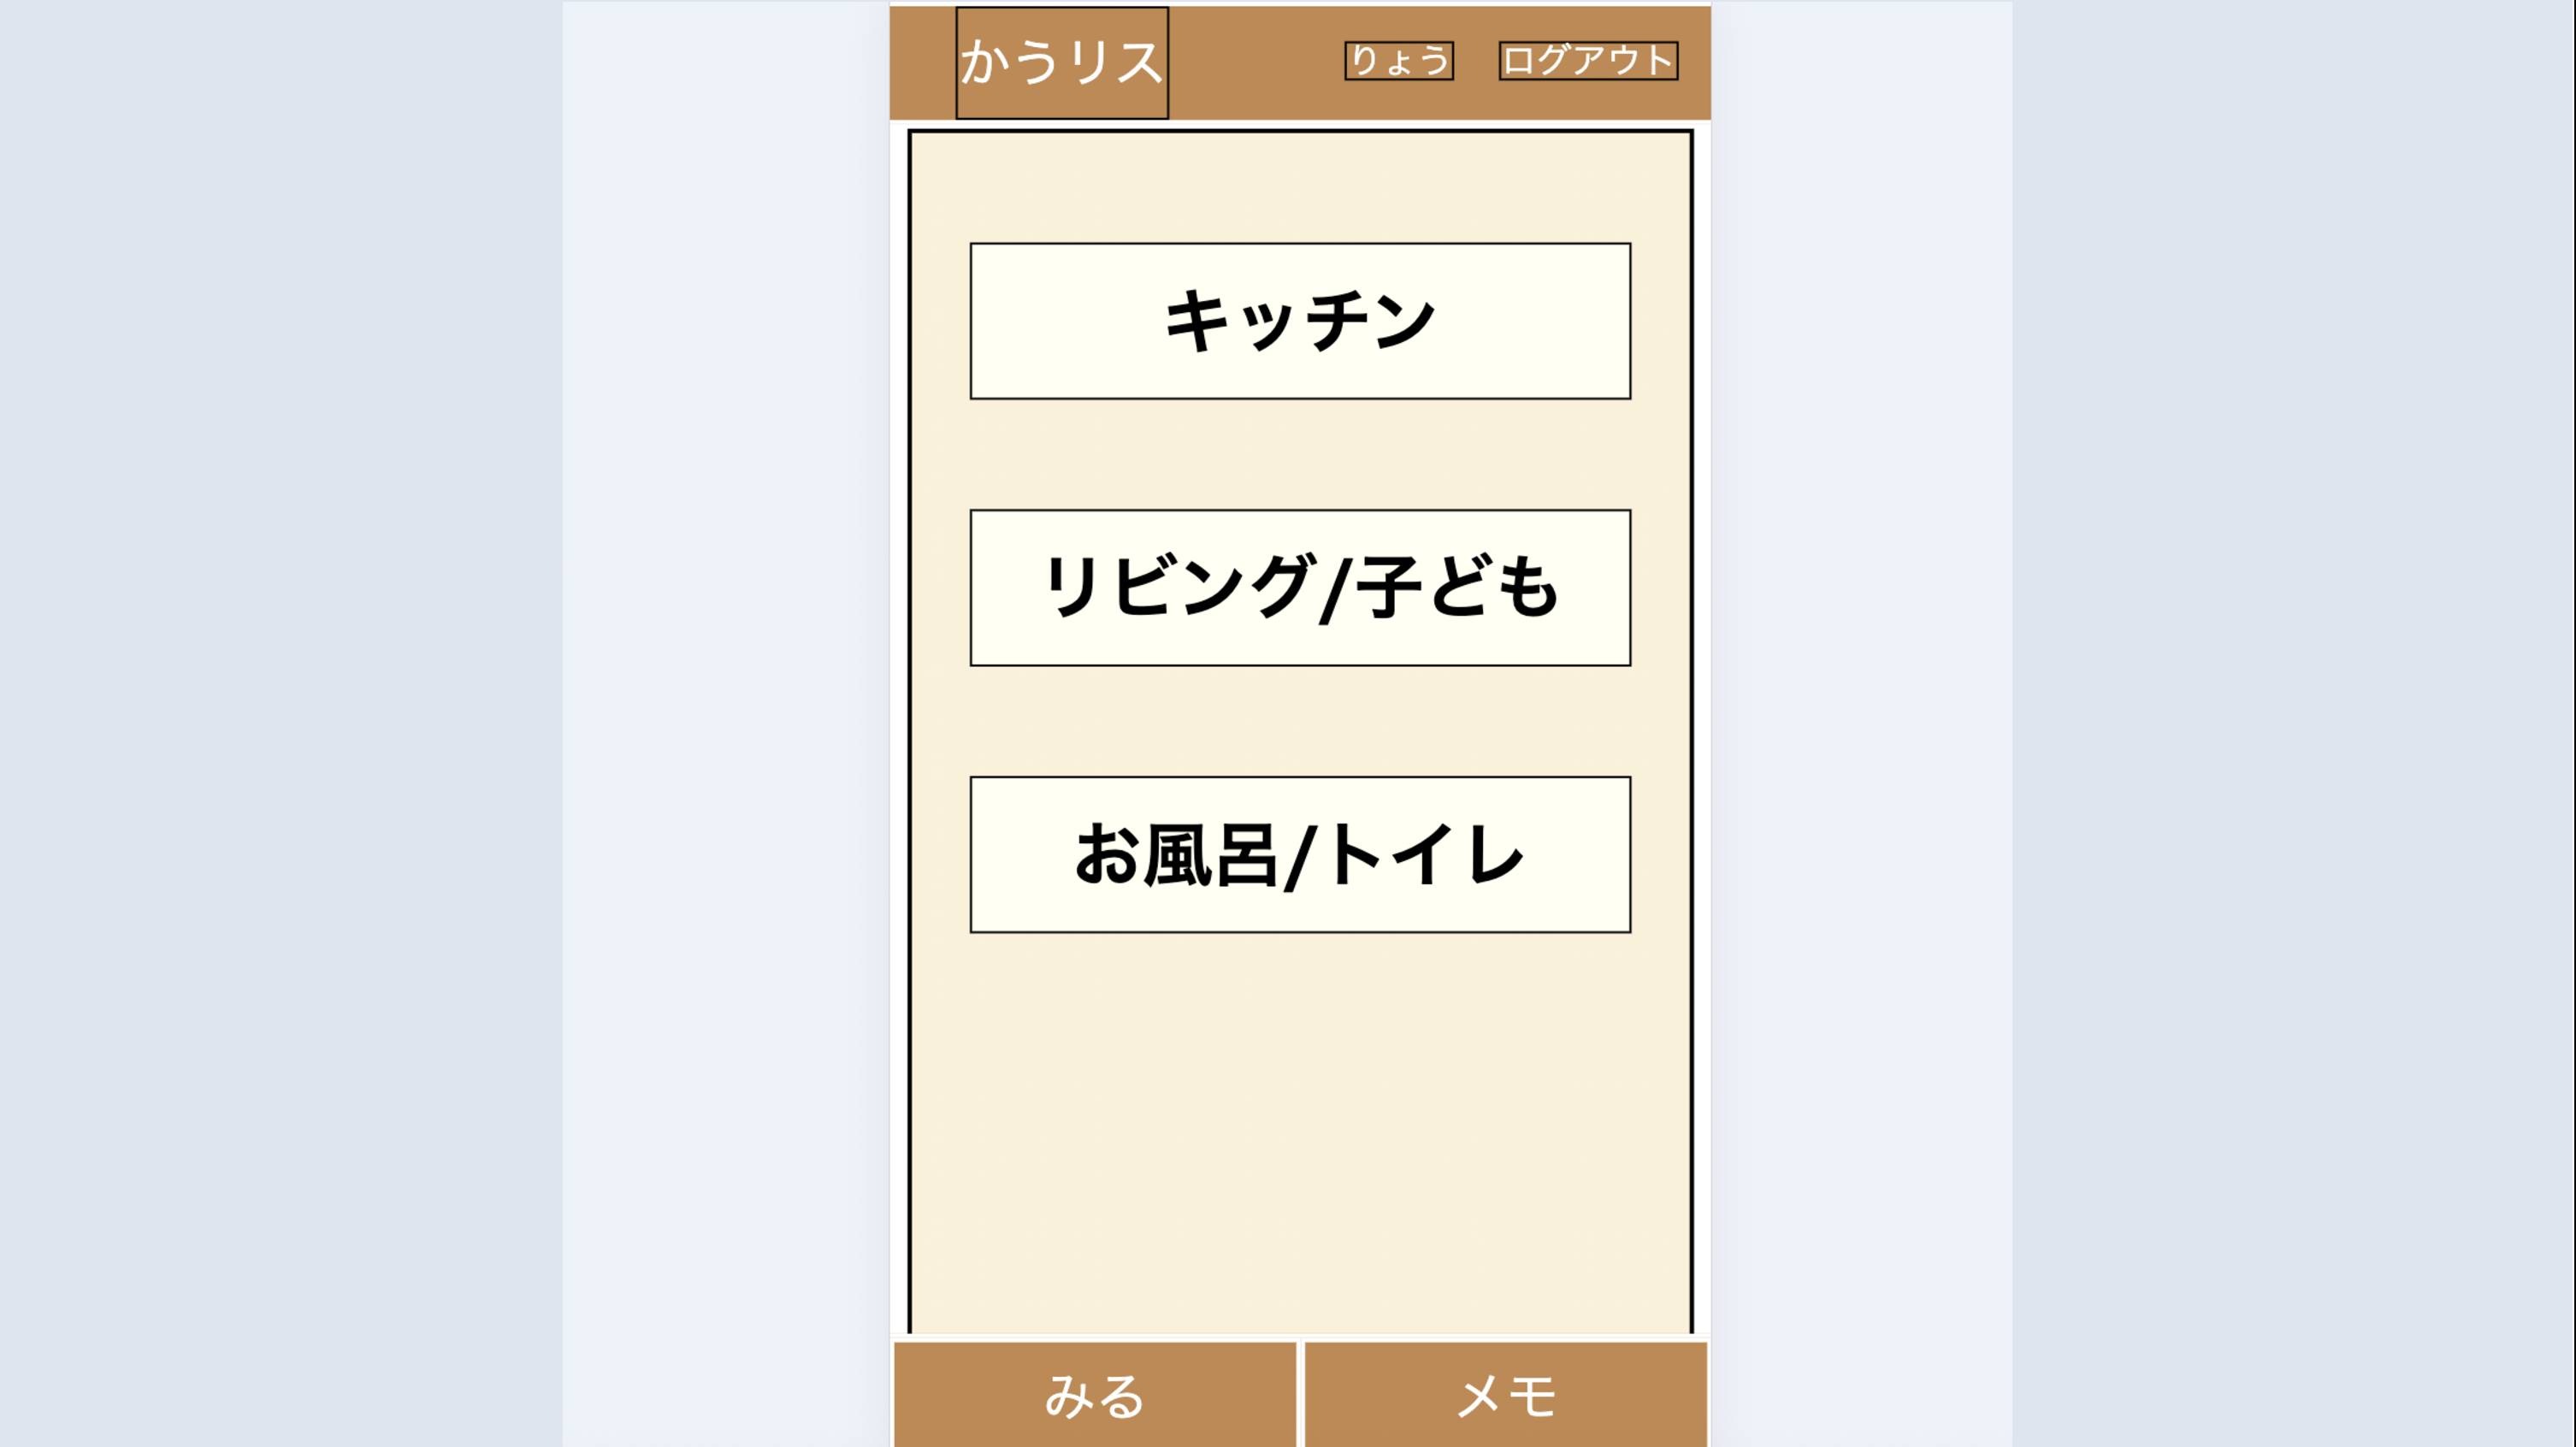 かうリス りょう ログアウト
キッチン
リビング/子ども
お風呂/トイレ
みる メモ